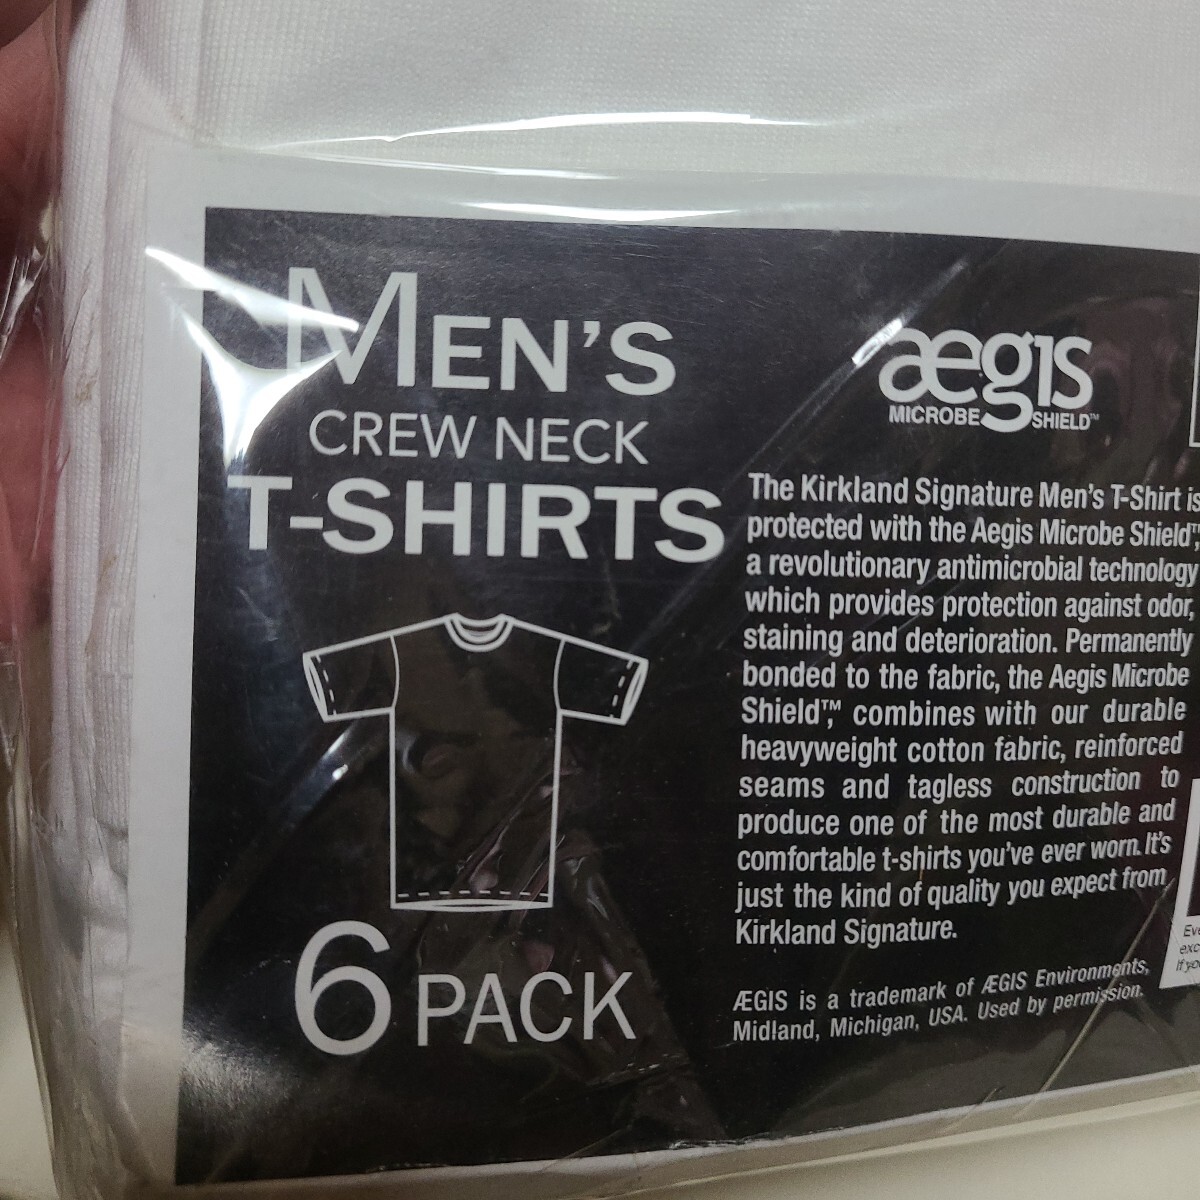 MEN'S
CREW NECK
T-SHIRTS
6 PACK
aegis
MICROBE SHIELD™
The Kirkland Signature Men's T-Shirt is
protected with the Aegis Microbe Shield™,
a revolutionary antimicrobial technology
which provides protection against odor,
staining and deterioration. Permanently
bonded to the fabric, the Aegis Microbe
Shield™, combines with our durable
heavyweight cotton fabric, reinforced
seams and tagless construction to
produce one of the most durable and
comfortable t-shirts you've ever worn. It's
just the kind of quality you expect from
Kirkland Signature.
ÆGIS is a trademark of ÆGIS Environments,
Midland, Michigan, USA. Used by permission.
If you